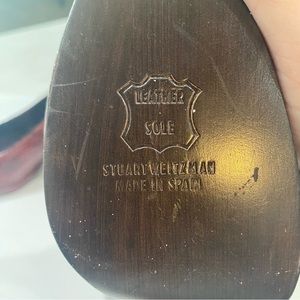 LEATHER
SOLE
STUART WEITZMAN
MADE IN SPAIN